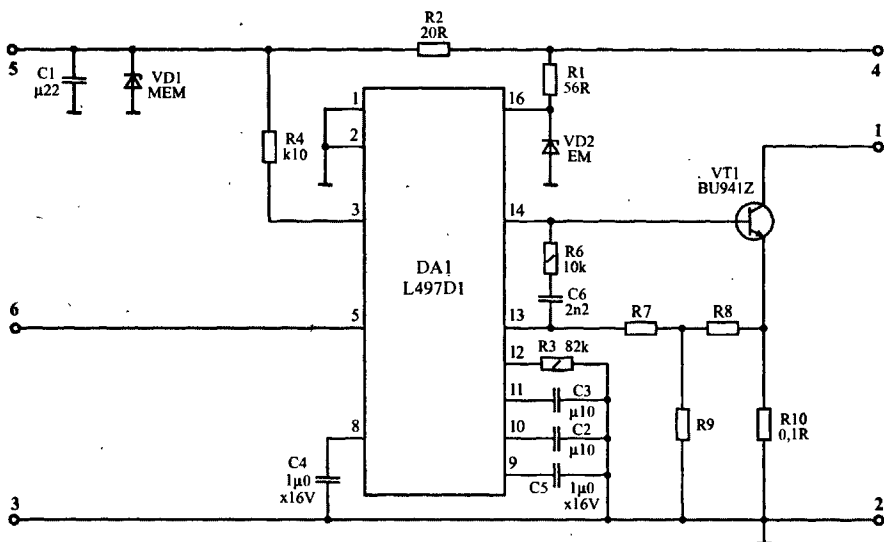 R2
20R
5
4
C1
µ22
VD1
MEM
R1
56R
1
16
1
R4
k10
2
VD2
EM
VT1
BU941Z
3
14
DA1
L497D1
R6
10k
C6
2n2
6
5
13
R7
R8
12
R3 82k
11
C3
µ10
R9
R10
0,1R
8
10
C2
µ10
C4
1µ0
x16V
9
C5
1µ0
x16V
3
2